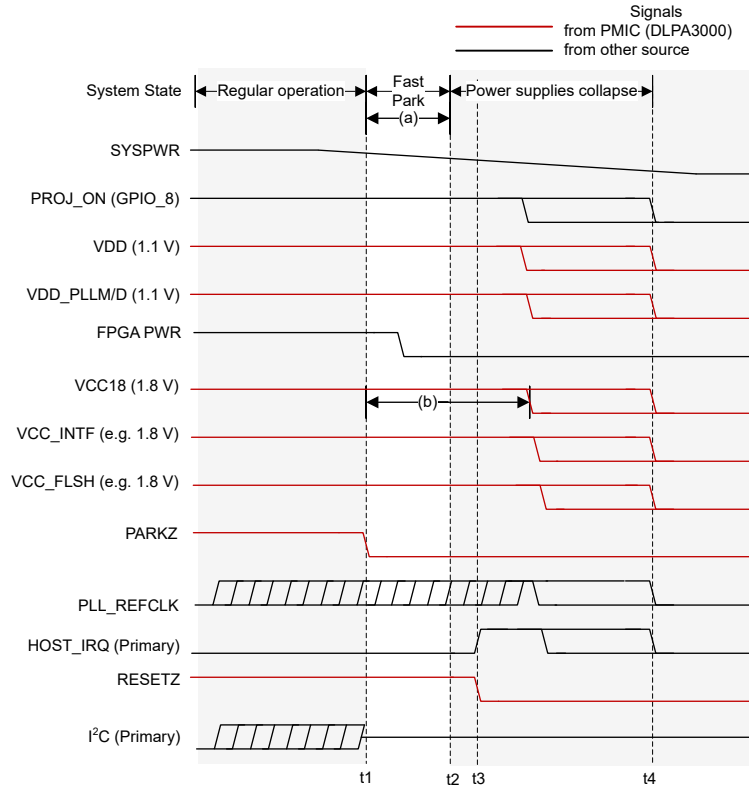 Signals
from PMIC (DLPA3000)
from other source
System State
Regular operation
Fast
Park
(a)
Power supplies collapse
SYSPWR
PROJ_ON (GPIO_8)
VDD (1.1 V)
VDD_PLLM/D (1.1 V)
FPGA PWR
VCC18 (1.8 V)
(b)
VCC_INTF (e.g. 1.8 V)
VCC_FLSH (e.g. 1.8 V)
PARKZ
PLL_REFCLK
HOST_IRQ (Primary)
RESETZ
I²C (Primary)
t1 t2 t3 t4